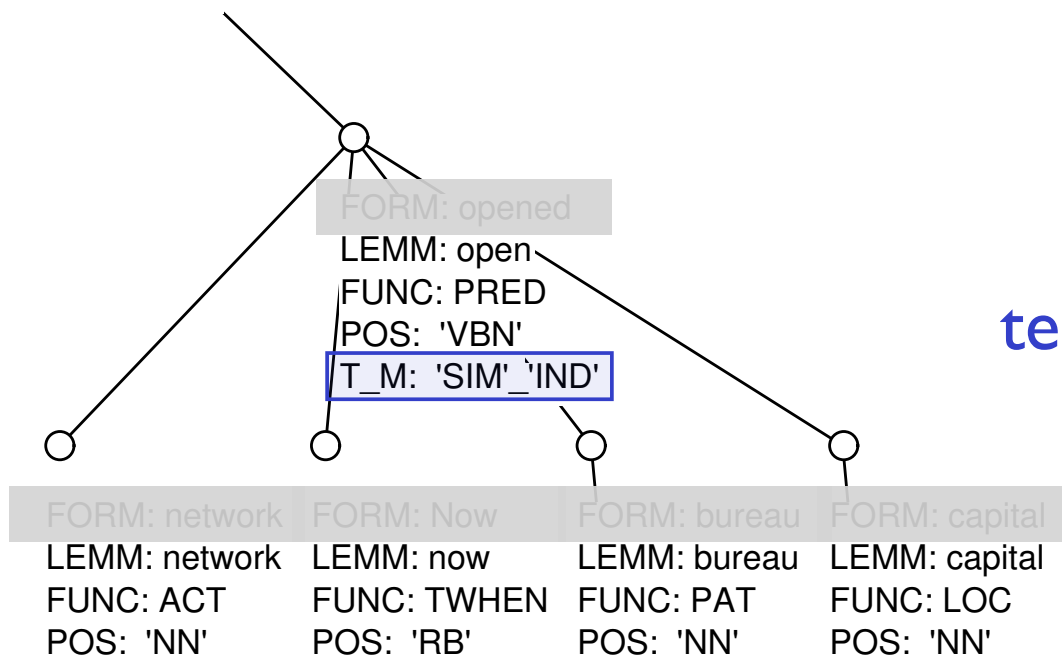 FORM: opened
LEMM: open
FUNC: PRED
POS: 'VBN'
T_M: 'SIM'_'IND'
te
FORM: network FORM: Now FORM: bureau FORM: capital
LEMM: network LEMM: now LEMM: bureau LEMM: capital
FUNC: ACT FUNC: TWHEN FUNC: PAT FUNC: LOC
POS: 'NN' POS: 'RB' POS: 'NN' POS: 'NN'